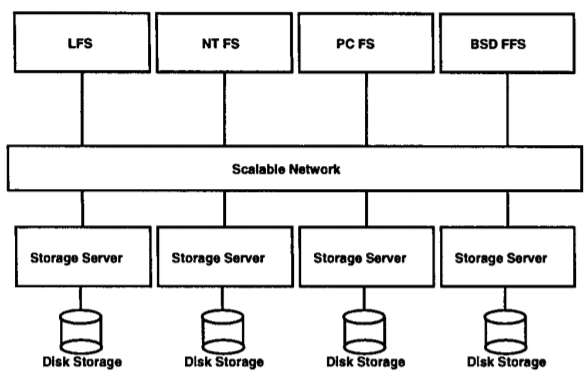 LFS
NT FS
PC FS
BSD FFS
Scalable Network
Storage Server
Storage Server
Storage Server
Storage Server
Disk Storage
Disk Storage
Disk Storage
Disk Storage